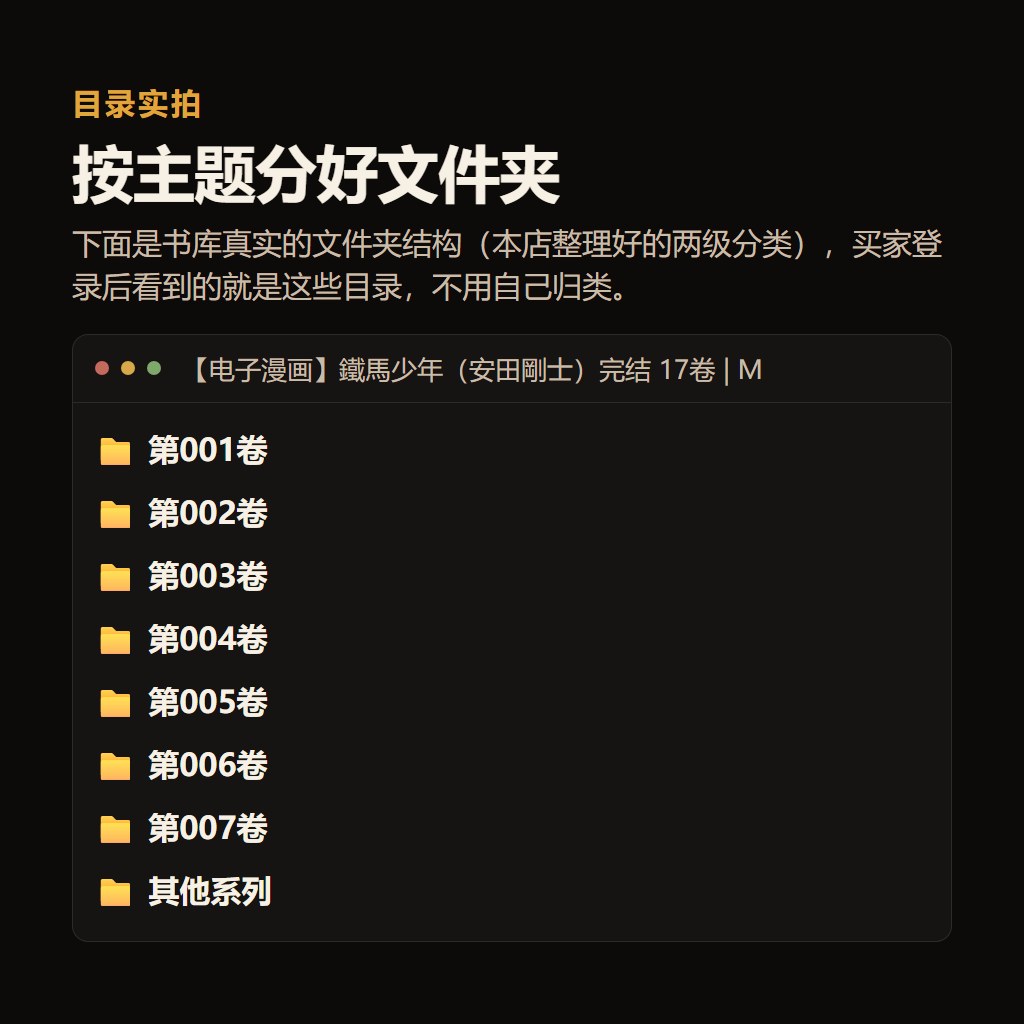 目录实拍
按主题分好文件夹
下面是书库真实的文件夹结构（本店整理好的两级分类），买家登
录后看到的就是这些目录，不用自己归类。
【电子漫画】鐵馬少年（安田剛士）完结 17卷 | M
第001卷
第002卷
第003卷
第004卷
第005卷
第006卷
第007卷
其他系列